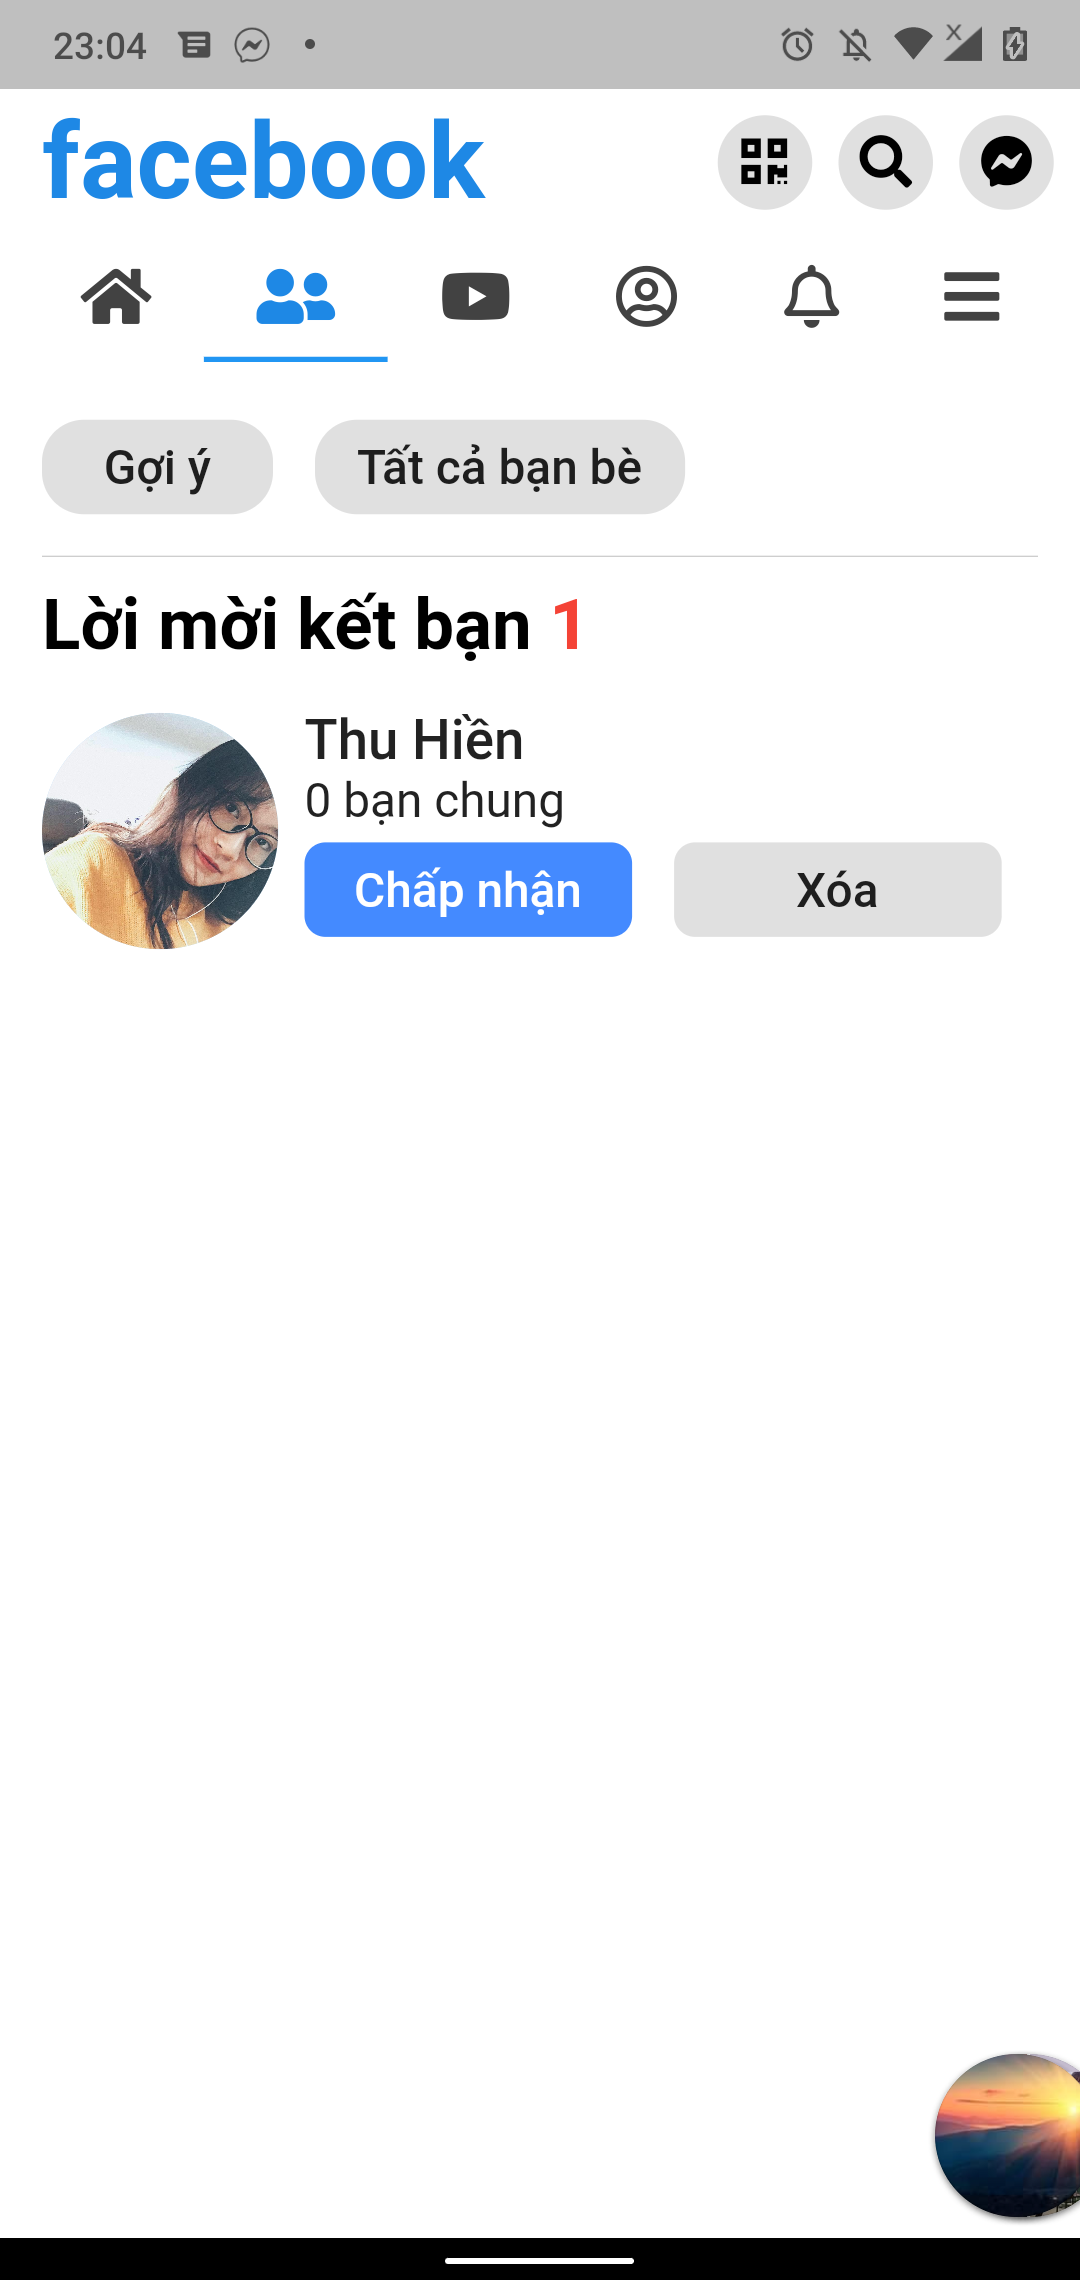 23:04
facebook
Gợi ý
Tất cả bạn bè
Lời mời kết bạn 1
Thu Hiền
0 bạn chung
Chấp nhận
Xóa